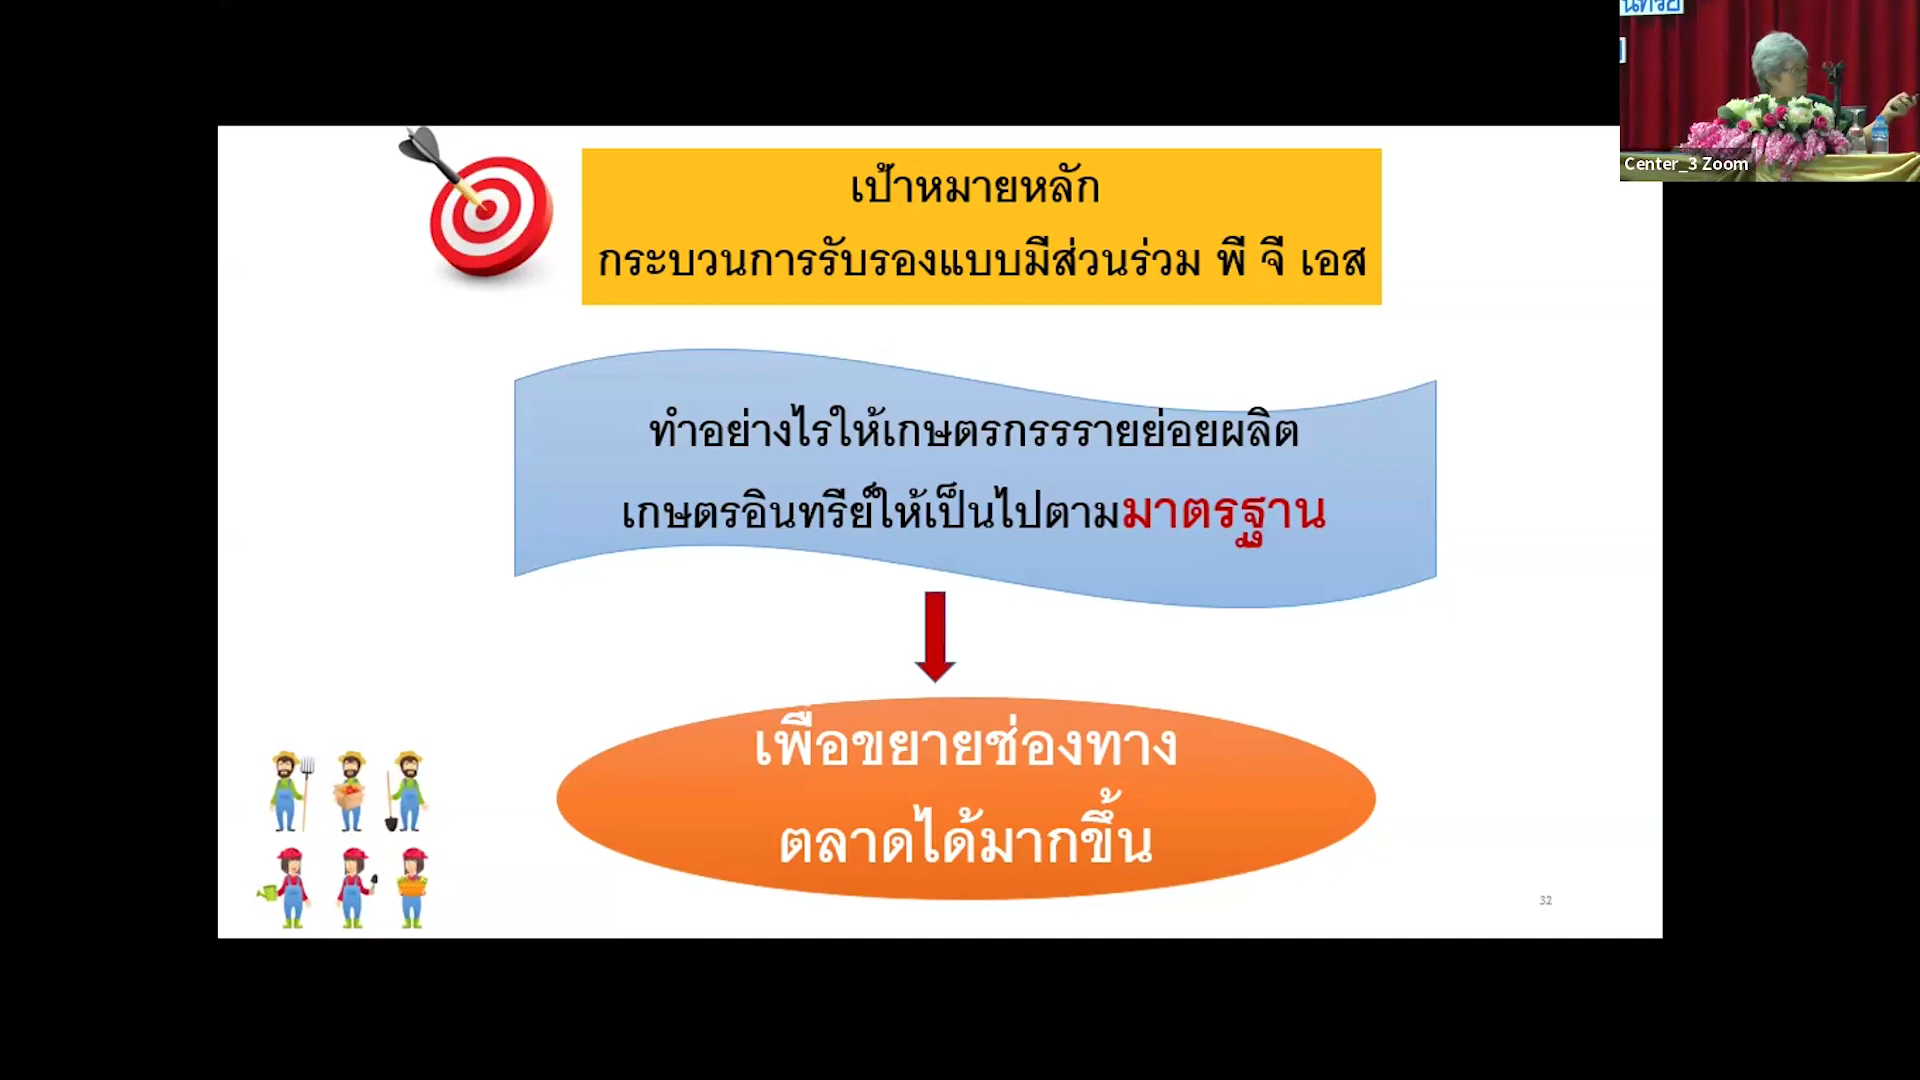 เป้าหมายหลัก
กระบวนการรับรองแบบมีส่วนร่วม พี จี เอส
ทำอย่างไรให้เกษตรกรรรายย่อยผลิต
เกษตรอินทรีย์ให้เป็นไปตามมาตรฐาน
เพื่อขยายช่องทาง
ตลาดได้มากขึ้น
32
Center_3 Zoom